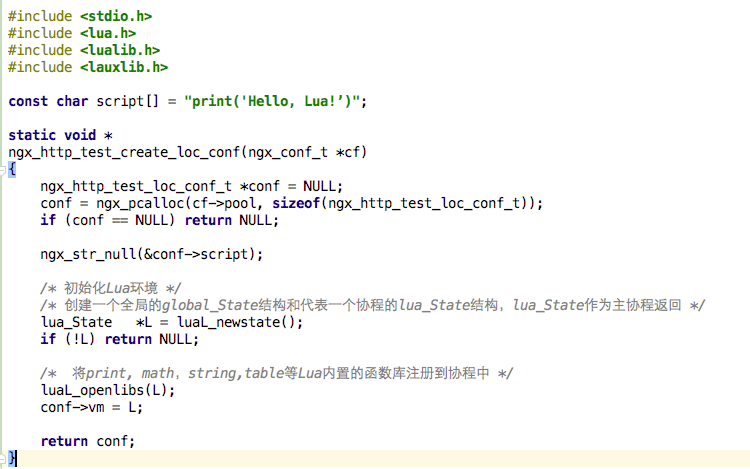 #include <stdio.h>
#include <lua.h>
#include <lualib.h>
#include <lauxlib.h>
const char script[] = "print('Hello, Lua!’)";
static void *
ngx_http_test_create_loc_conf(ngx_conf_t *cf)
{
ngx_http_test_loc_conf_t *conf = NULL;
conf = ngx_pcalloc(cf->pool, sizeof(ngx_http_test_loc_conf_t));
if (conf == NULL) return NULL;
ngx_str_null(&conf->script);
/* 初始化Lua环境 */
/* 创建一个全局的global_State结构和代表一个协程的lua_State结构，lua_State作为主协程返回 */
lua_State   *L = luaL_newstate();
if (!L) return NULL;
/*  将print, math，string,table等Lua内置的函数库注册到协程中 */
luaL_openlibs(L);
conf->vm = L;
return conf;
}